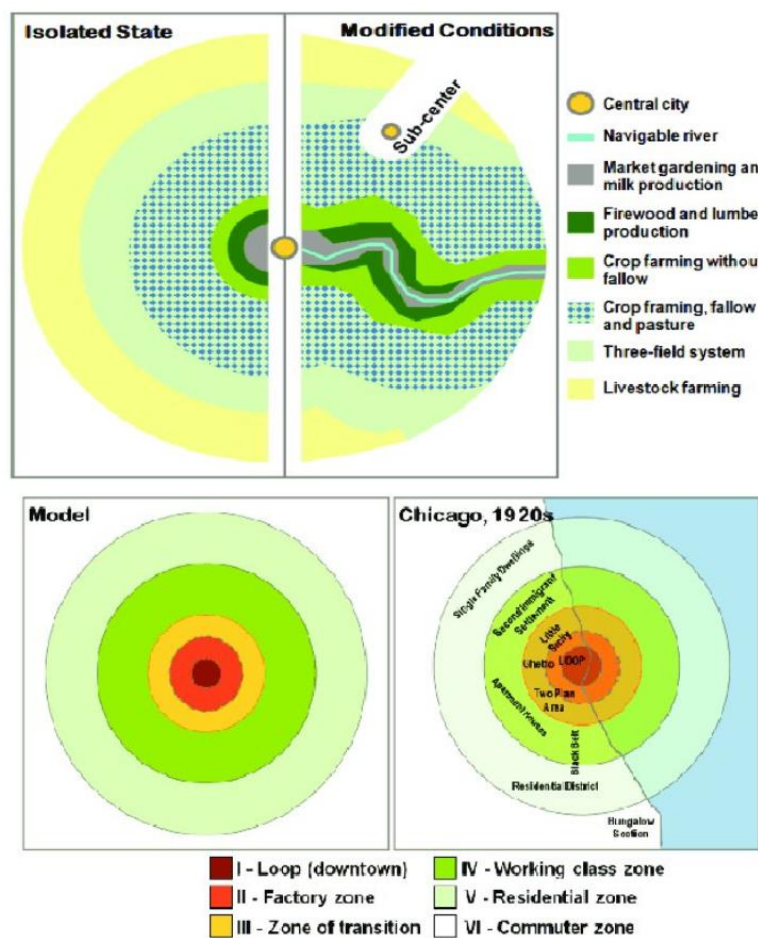 Isolated State
Modified Conditions
Sub-center
Central city
Navigable river
Market gardening an
milk production
Firewood and lumbe
production
Crop farming withou
fallow
Crop framing, fallow
and pasture
Three-field system
Livestock farming
Model
Chicago, 1920s
Single Family Dwellings
Second Immigrant
Settlement
Little
Sicily
Ghetto
LOOP
Two Plan
Area
Apartment Houses
Black Belt
Residential District
Bungalow
Section
I - Loop (downtown)
II - Factory zone
III - Zone of transition
IV - Working class zone
V - Residential zone
VI - Commuter zone